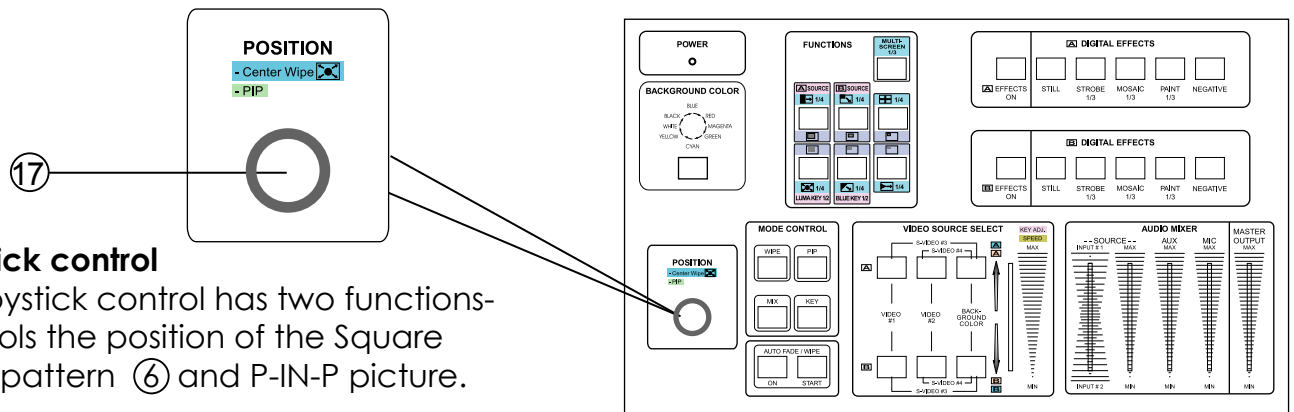 POSITION
- Center Wipe
- PIP
17
ick control
ystick control has two functions-
ols the position of the Square
pattern 6 and P-IN-P picture.
POWER
BACKGROUND COLOR
BLUE
BLACK RED
WHITE MAGENTA
YELLOW GREEN
CYAN
FUNCTIONS
MULTI-
SCREEN
1/3
A SOURCE B SOURCE
1/4 1/4 1/4
1/4 1/4 1/4
LUMA KEY 1/2 BLUE KEY 1/2
A DIGITAL EFFECTS
A EFFECTS STILL STROBE MOSAIC PAINT NEGATIVE
ON 1/3 1/3 1/3
B DIGITAL EFFECTS
B EFFECTS STILL STROBE MOSAIC PAINT NEGATIVE
ON 1/3 1/3 1/3
POSITION
- Center Wipe
- PIP
MODE CONTROL
WIPE PIP
MIX KEY
AUTO FADE / WIPE
ON START
VIDEO SOURCE SELECT
S-VIDEO #3
S-VIDEO #4
A
VIDEO VIDEO BACK-
#1 #2 GROUND
COLOR
B
S-VIDEO #4
S-VIDEO #3
A
A
B
B
KEY ADJ.
SPEED
MAX
MIN
AUDIO MIXER
--SOURCE-- AUX MIC
INPUT # 1 MAX MAX MAX
INPUT # 2 MIN MIN MIN
MASTER
OUTPUT
MAX
MIN